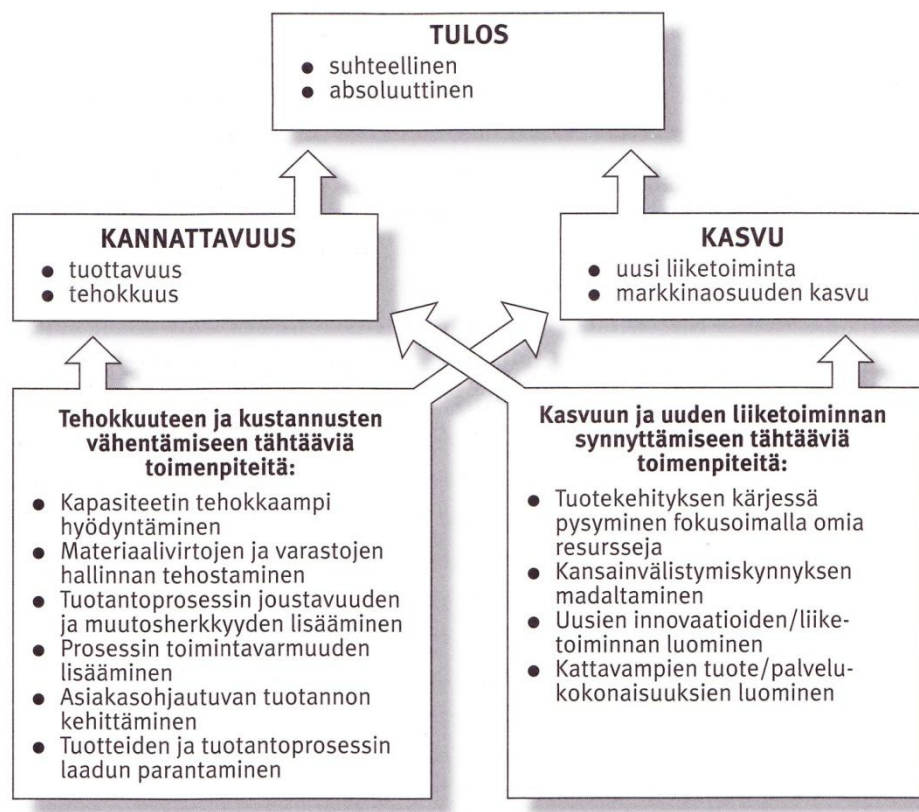 TULOS
● suhteellinen
● absoluuttinen
KANNATTAVUUS
● tuottavuus
● tehokkuus
KASVU
● uusi liiketoiminta
● markkinaosuuden kasvu
Tehokkuuteen ja kustannusten
vähentämiseen tähtääviä
toimenpiteitä:
● Kapasiteetin tehokkaampi
hyödyntäminen
● Materiaalivirtojen ja varastojen
hallinnan tehostaminen
● Tuotantoprosessin joustavuuden
ja muutosherkkyyden lisääminen
● Prosessin toimintavarmuuden
lisääminen
● Asiakasohjautuvan tuotannon
kehittäminen
● Tuotteiden ja tuotantoprosessin
laadun parantaminen
Kasvuun ja uuden liiketoiminnan
synnyttämiseen tähtääviä
toimenpiteitä:
● Tuotekehityksen kärjessä
pysyminen fokusoimalla omia
resursseja
● Kansainvälistymiskynnyksen
madaltaminen
● Uusien innovaatioiden/liike-
toiminnan luominen
● Kattavampien tuote/palvelu-
kokonaisuuksien luominen